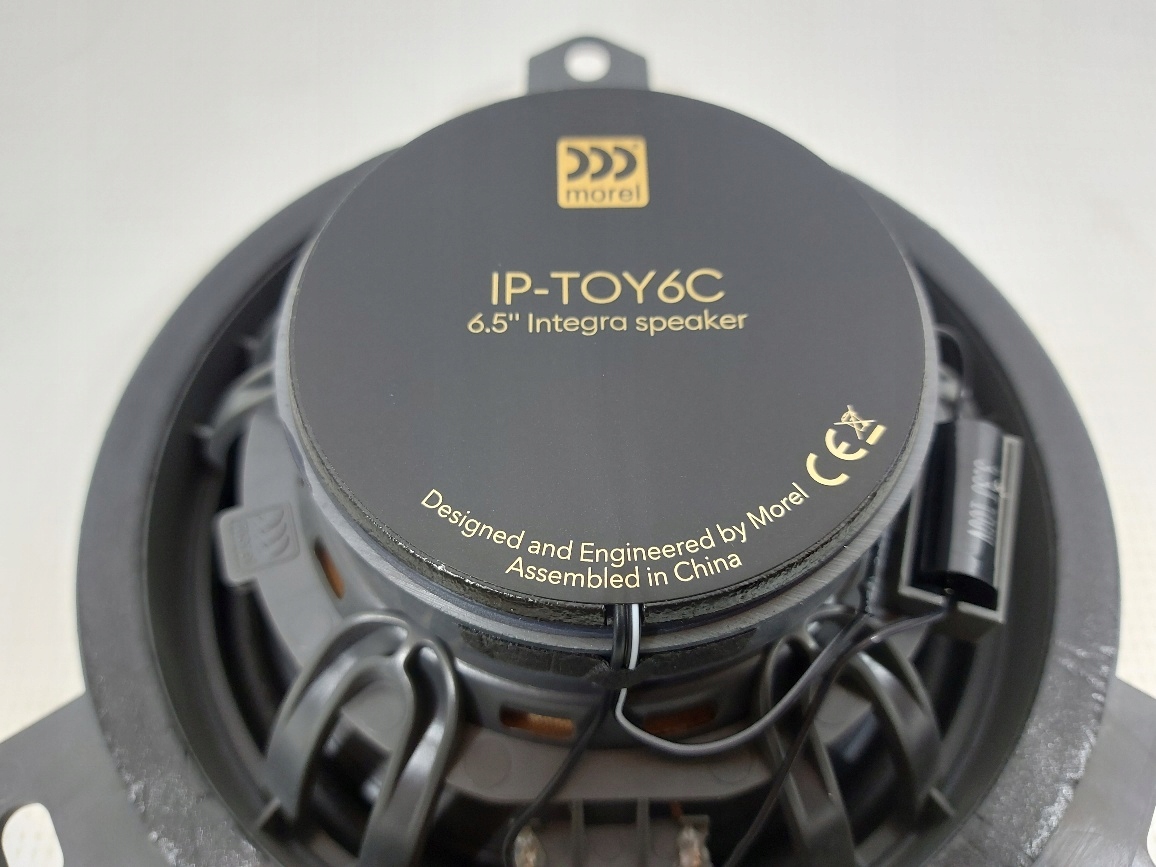 morel
IP-TOY6C
6.5" Integra speaker
CE
Designed and Engineered by Morel
Assembled in China